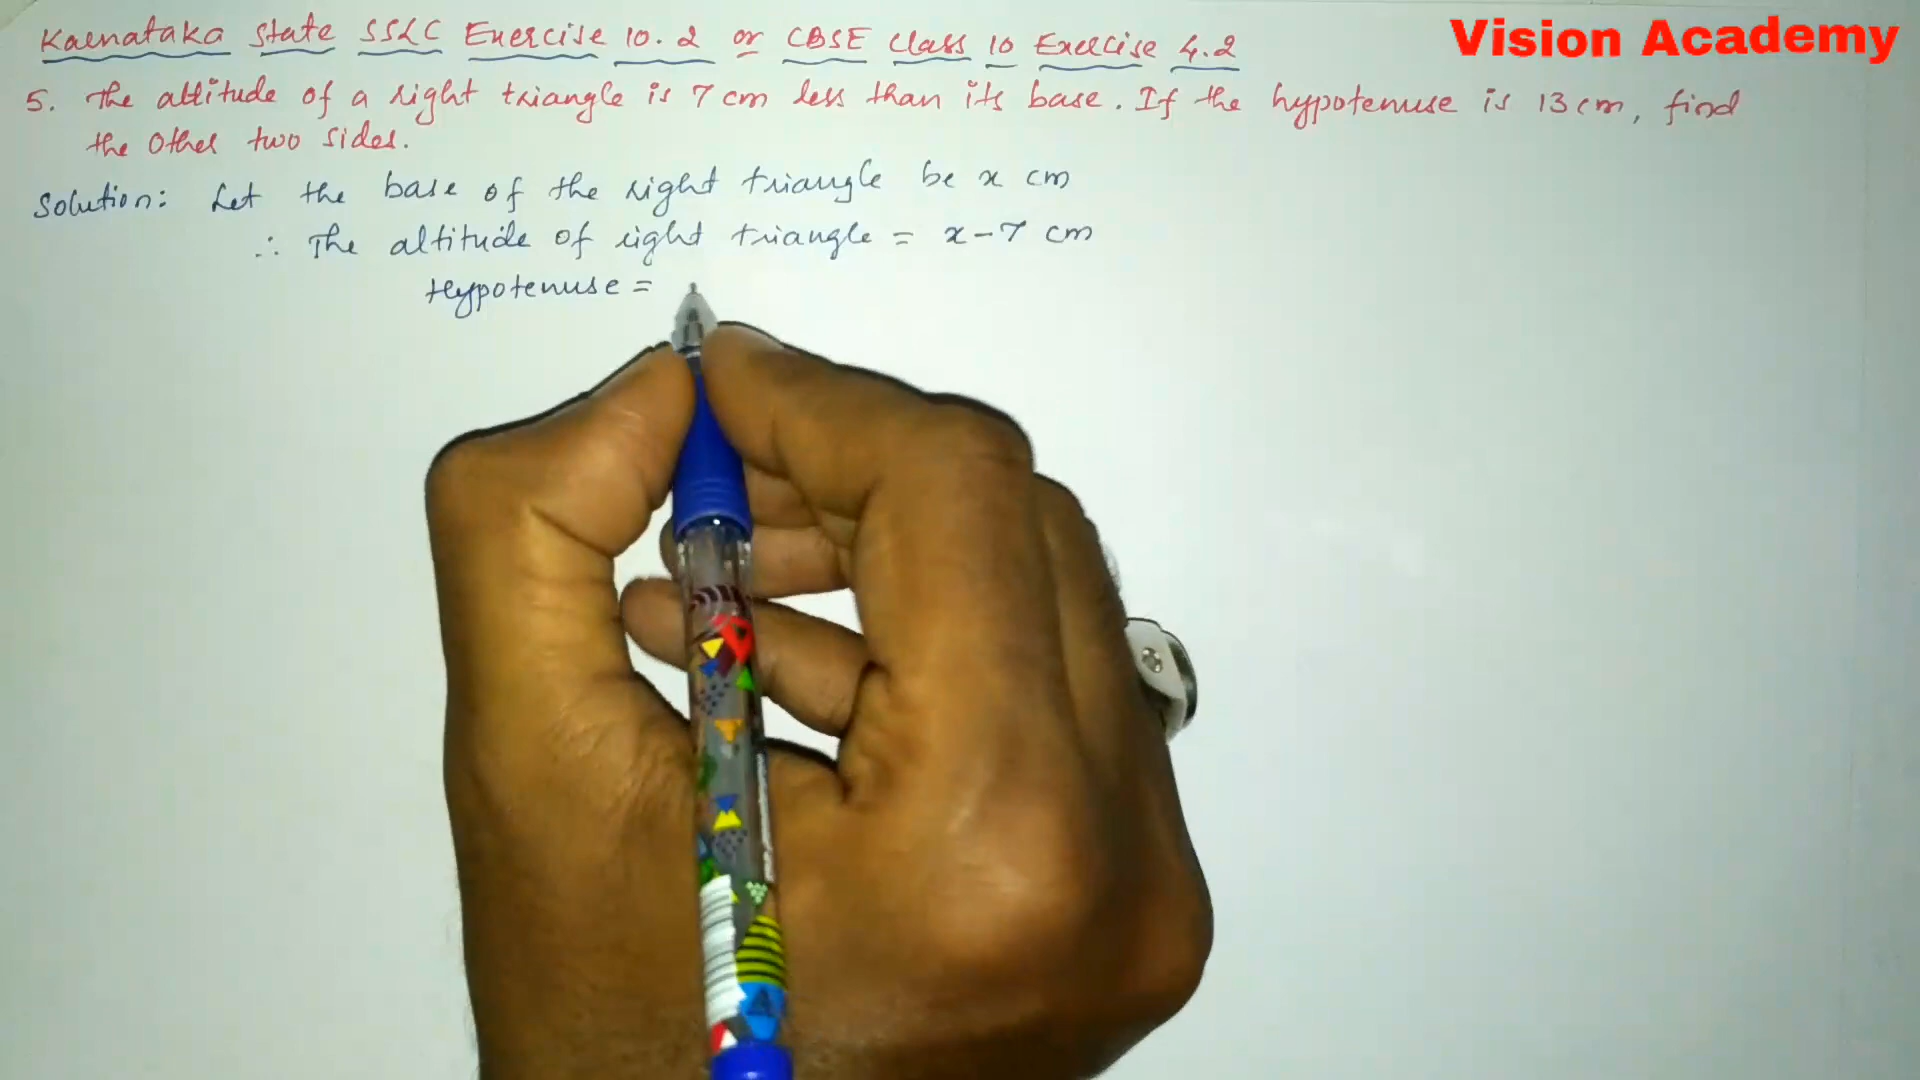 Karnataka State SSLC Exercise 10.2 or CBSE Class 10 Exercise 4.2
Vision Academy
5. The altitude of a right triangle is 7 cm less than its base. If the hypotenuse is 13 cm, find
the other two sides.
Solution: Let the base of the right triangle be x cm
∴ The altitude of right triangle = x-7 cm
Hypotenuse =